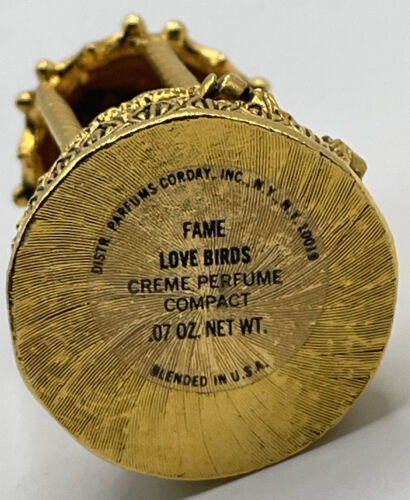 DISTR. PARFUMS CORDAY, INC., N.Y., N.Y. 10019
FAME
LOVE BIRDS
CREME PERFUME
COMPACT
.07 OZ. NET WT.
BLENDED IN U.S.A.